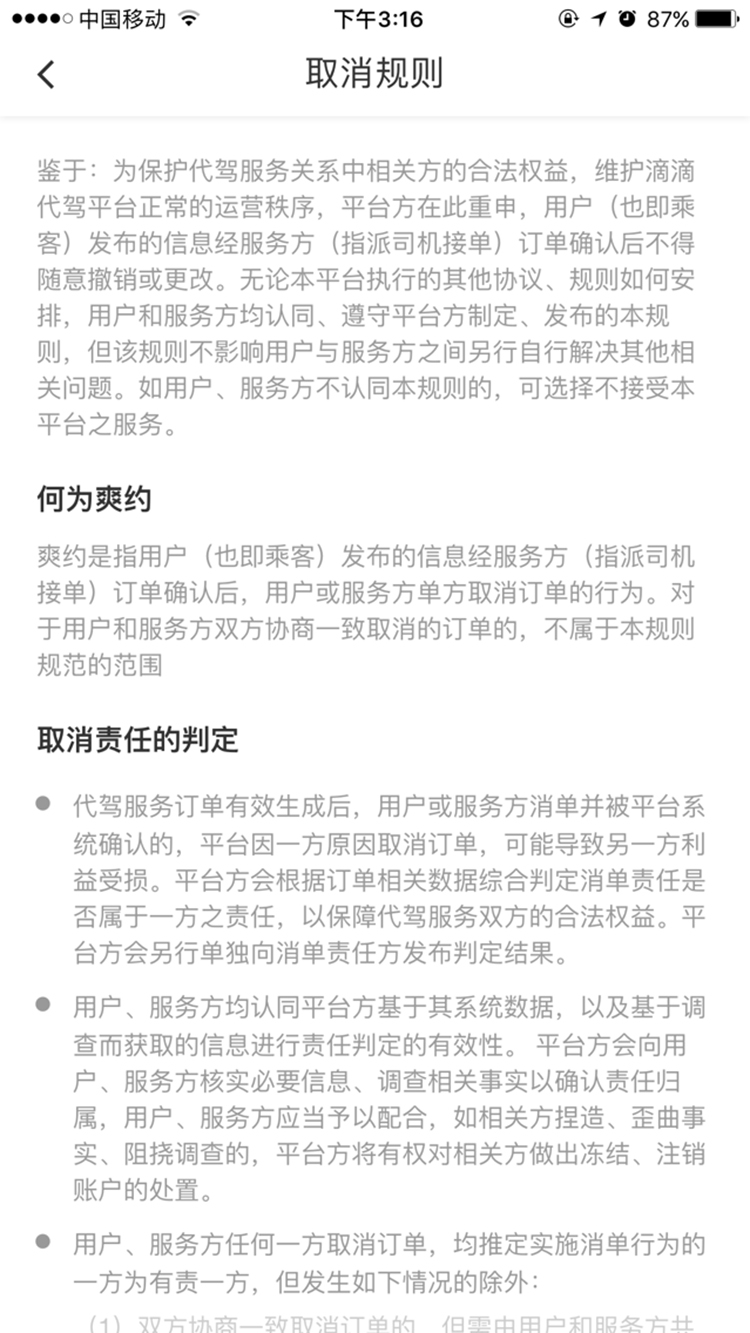 中国移动
下午3:16
87%
取消规则
鉴于：为保护代驾服务关系中相关方的合法权益，维护滴滴
代驾平台正常的运营秩序，平台方在此重申，用户（也即乘
客）发布的信息经服务方（指派司机接单）订单确认后不得
随意撤销或更改。无论本平台执行的其他协议、规则如何安
排，用户和服务方均认同、遵守平台方制定、发布的本规
则，但该规则不影响用户与服务方之间另行自行解决其他相
关问题。如用户、服务方不认同本规则的，可选择不接受本
平台之服务。
何为爽约
爽约是指用户（也即乘客）发布的信息经服务方（指派司机
接单）订单确认后，用户或服务方单方取消订单的行为。对
于用户和服务方双方协商一致取消的订单的，不属于本规则
规范的范围
取消责任的判定
代驾服务订单有效生成后，用户或服务方消单并被平台系
统确认的，平台因一方原因取消订单，可能导致另一方利
益受损。平台方会根据订单相关数据综合判定消单责任是
否属于一方之责任，以保障代驾服务双方的合法权益。平
台方会另行单独向消单责任方发布判定结果。
用户、服务方均认同平台方基于其系统数据，以及基于调
查而获取的信息进行责任判定的有效性。 平台方会向用
户、服务方核实必要信息、调查相关事实以确认责任归
属，用户、服务方应当予以配合，如相关方捏造、歪曲事
实、阻挠调查的，平台方将有权对相关方做出冻结、注销
账户的处置。
用户、服务方任何一方取消订单，均推定实施消单行为的
一方为有责一方，但发生如下情况的除外：
（1）双方协商一致取消订单的，但需由用户和服务方共